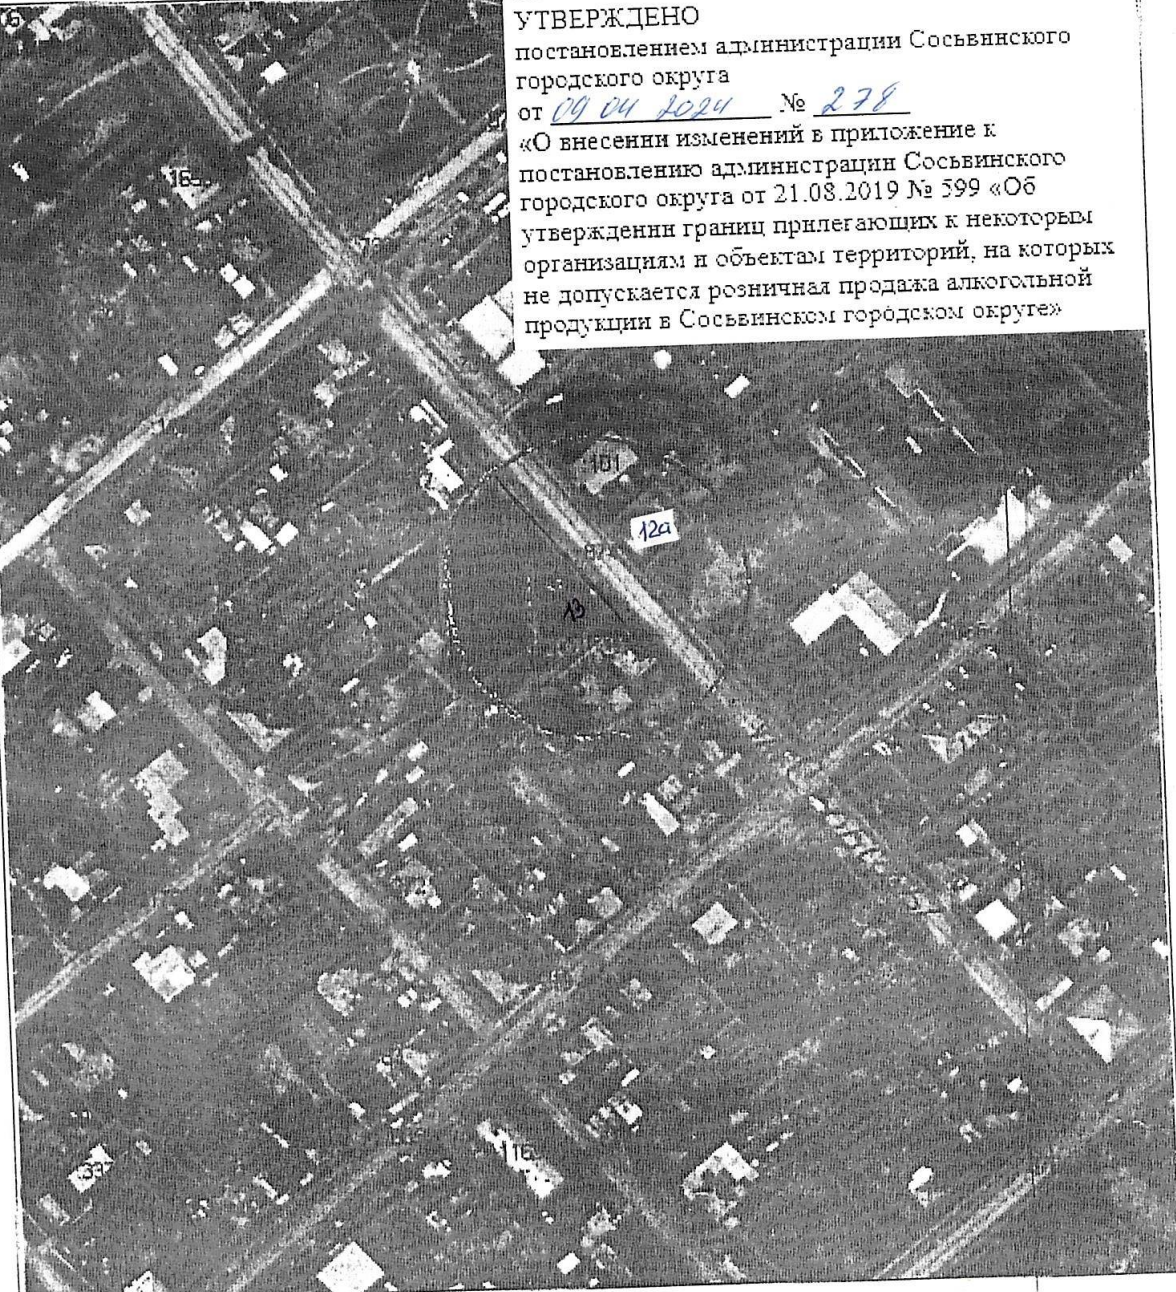 УТВЕРЖДЕНО
постановлением администрации Сосьвинского
городского округа
от 09 04 2024 № 278
«О внесении изменений в приложение к
постановлению администрации Сосьвинского
городского округа от 21.08.2019 № 599 «Об
утверждении границ прилегающих к некоторым
организациям и объектам территорий, на которых
не допускается розничная продажа алкогольной
продукции в Сосьвинском городском округе»
101
12а
13
116